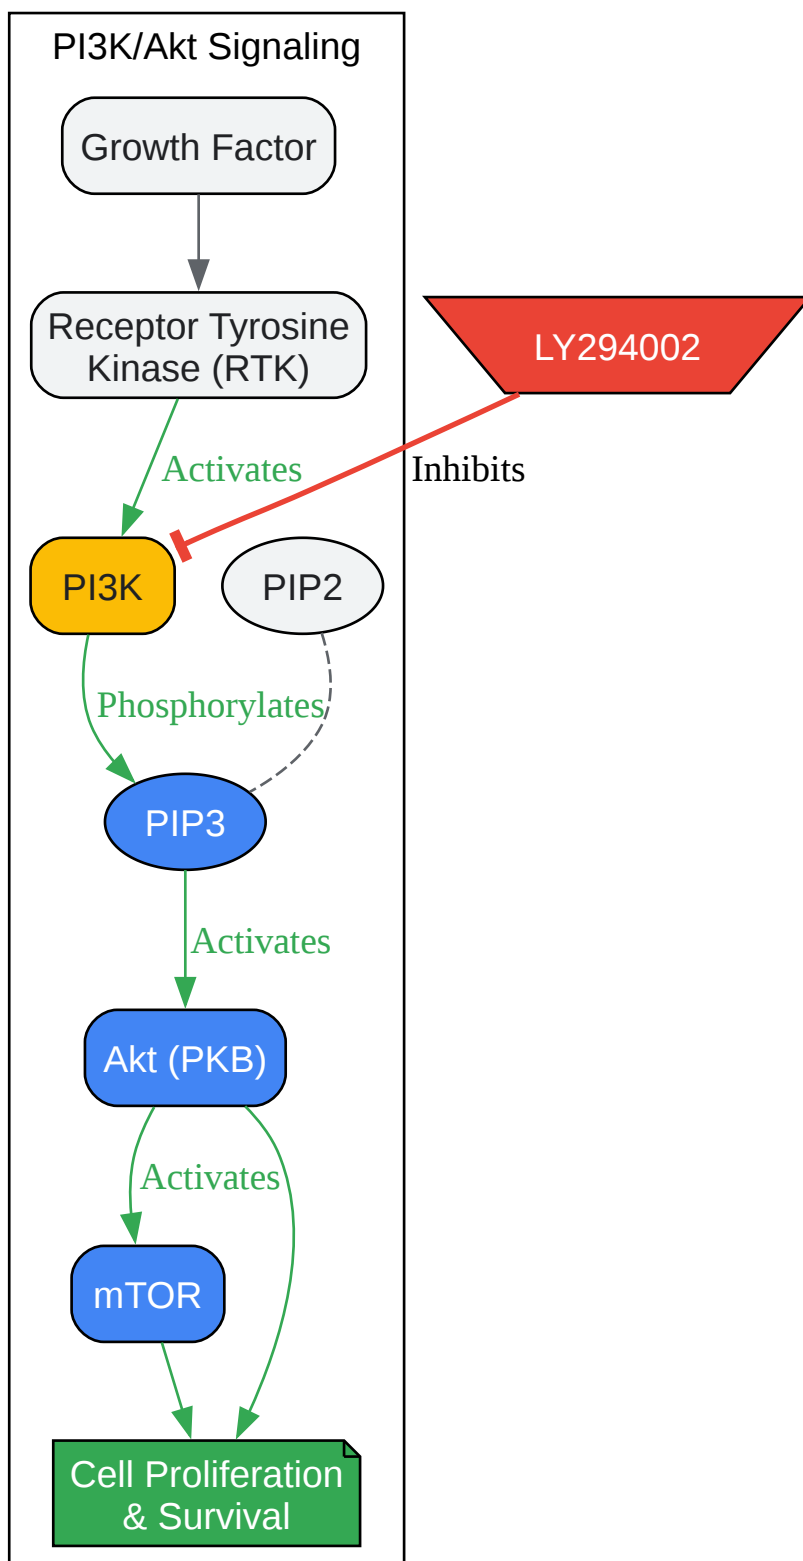 PI3K/Akt Signaling
Growth Factor
Receptor Tyrosine
Kinase (RTK)
LY294002
Activates
Inhibits
PI3K
PIP2
Phosphorylates
PIP3
Activates
Akt (PKB)
Activates
mTOR
Cell Proliferation
& Survival